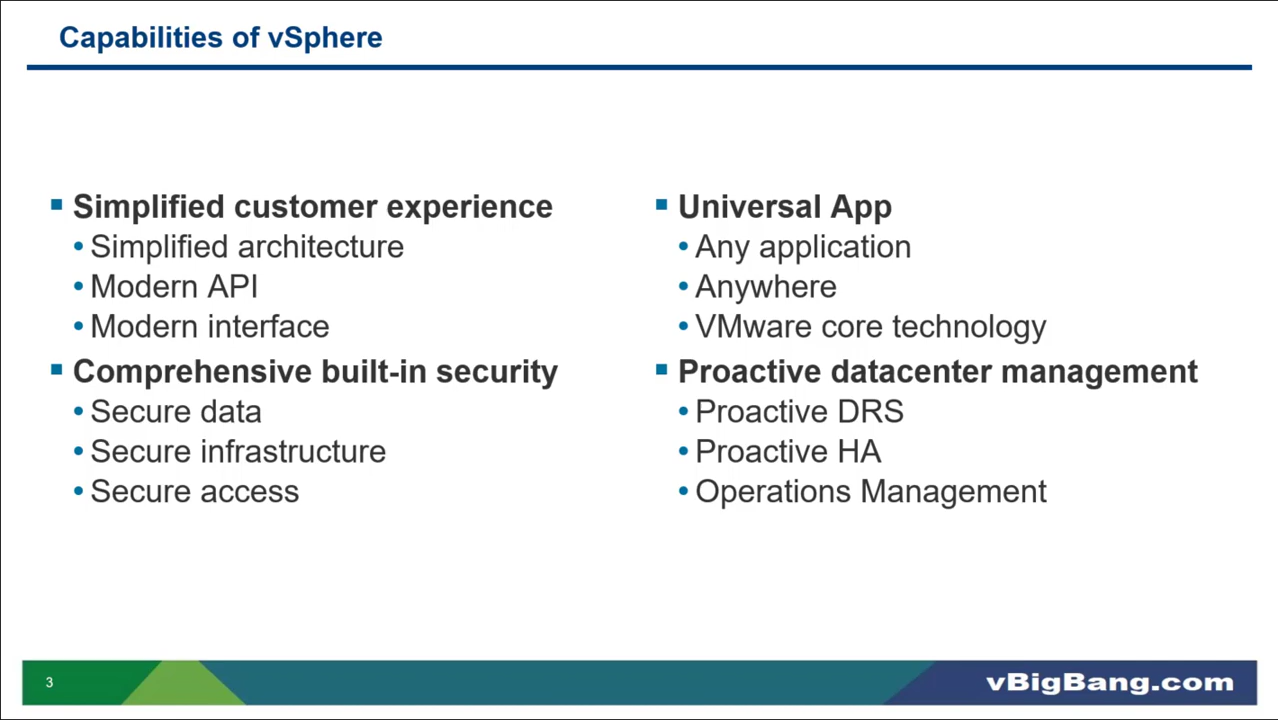 Capabilities of vSphere
Simplified customer experience
• Simplified architecture
• Modern API
• Modern interface
Comprehensive built-in security
• Secure data
• Secure infrastructure
• Secure access
Universal App
• Any application
• Anywhere
• VMware core technology
Proactive datacenter management
• Proactive DRS
• Proactive HA
• Operations Management
3
vBigBang.com